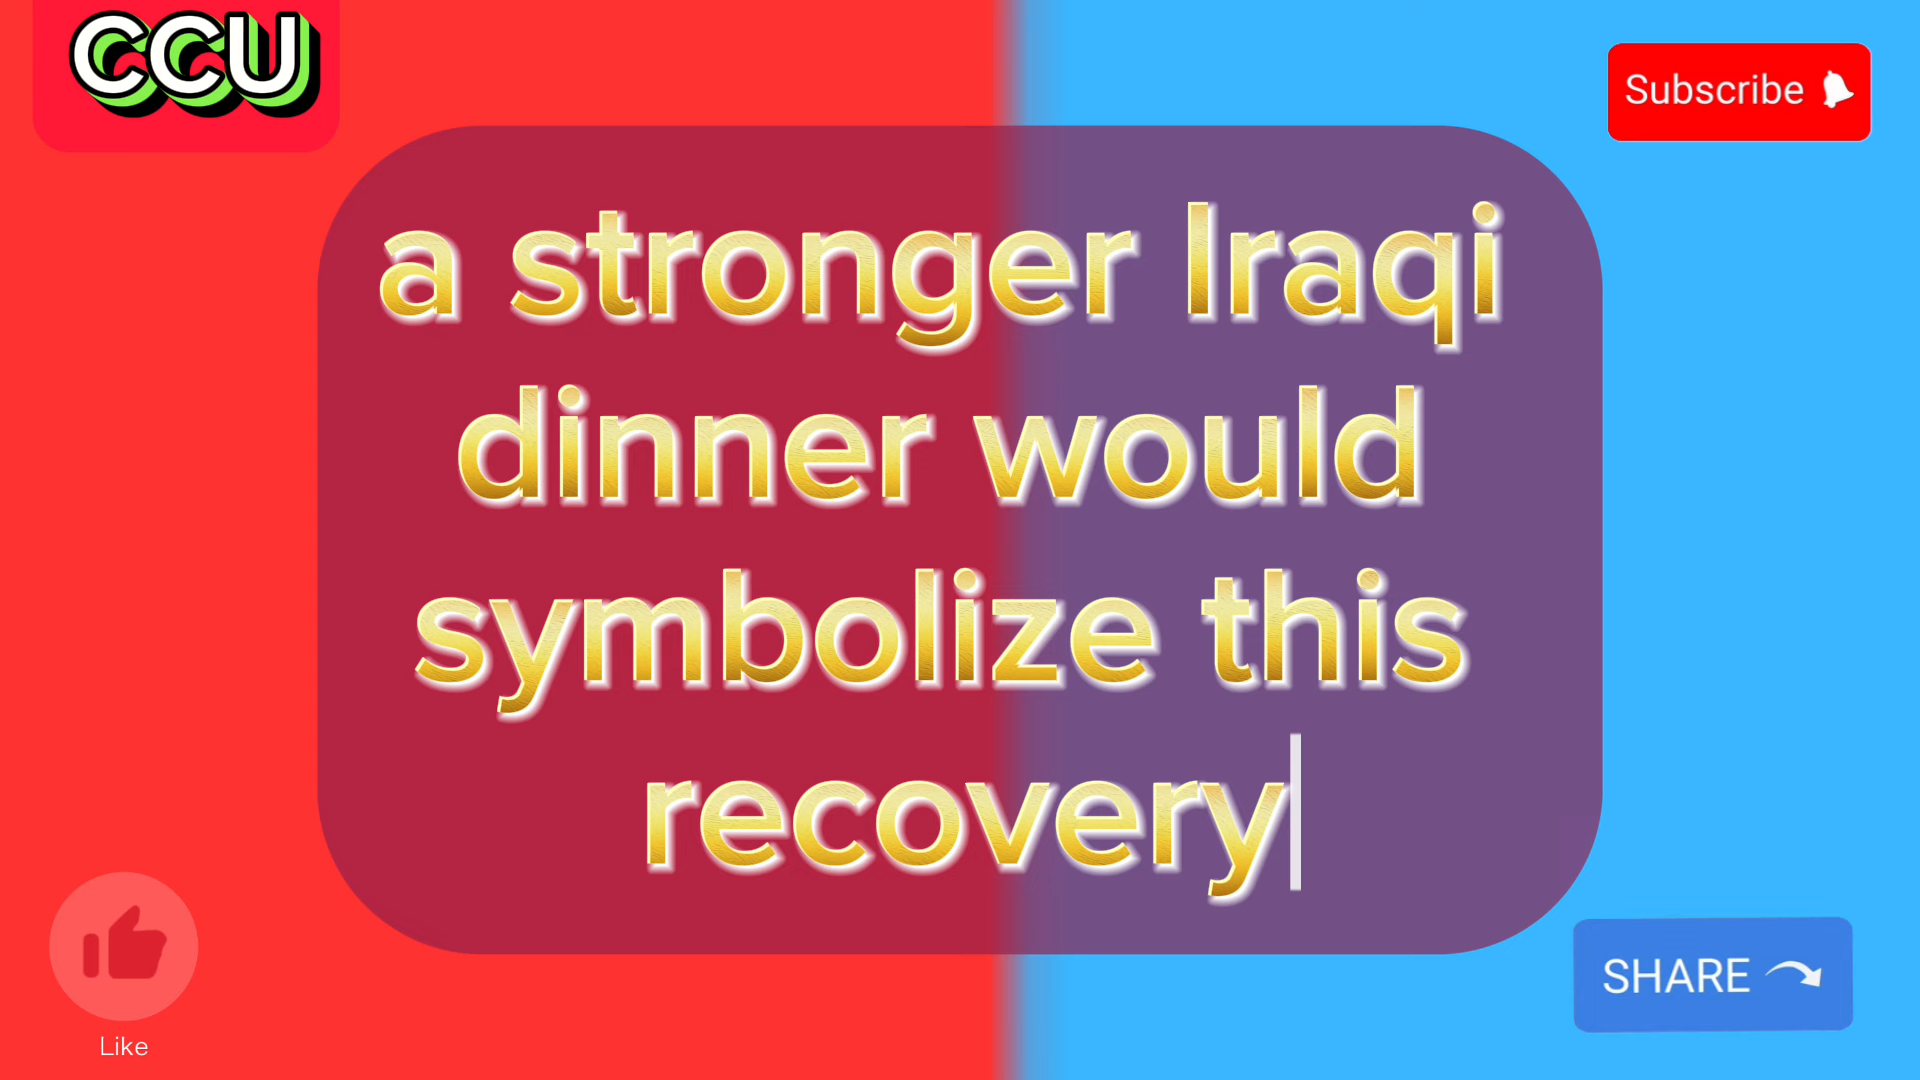 CCU
Subscribe
a stronger Iraqi
dinner would
symbolize this
recovery
Like
SHARE